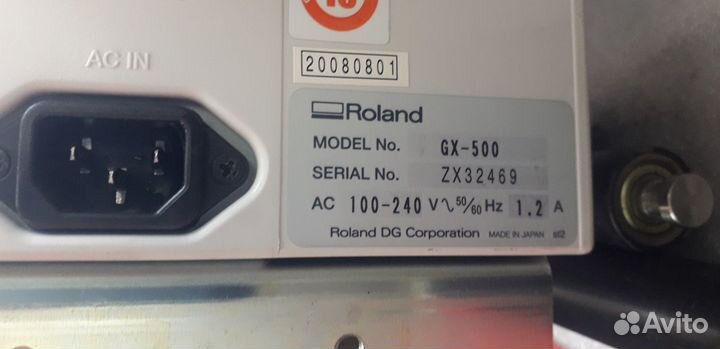 10
20080801
AC IN
Roland
MODEL No. GX-500
SERIAL No. ZX32469
AC 100-240 V 50/60 Hz 1.2 A
Roland DG Corporation MADE IN JAPAN
Avito